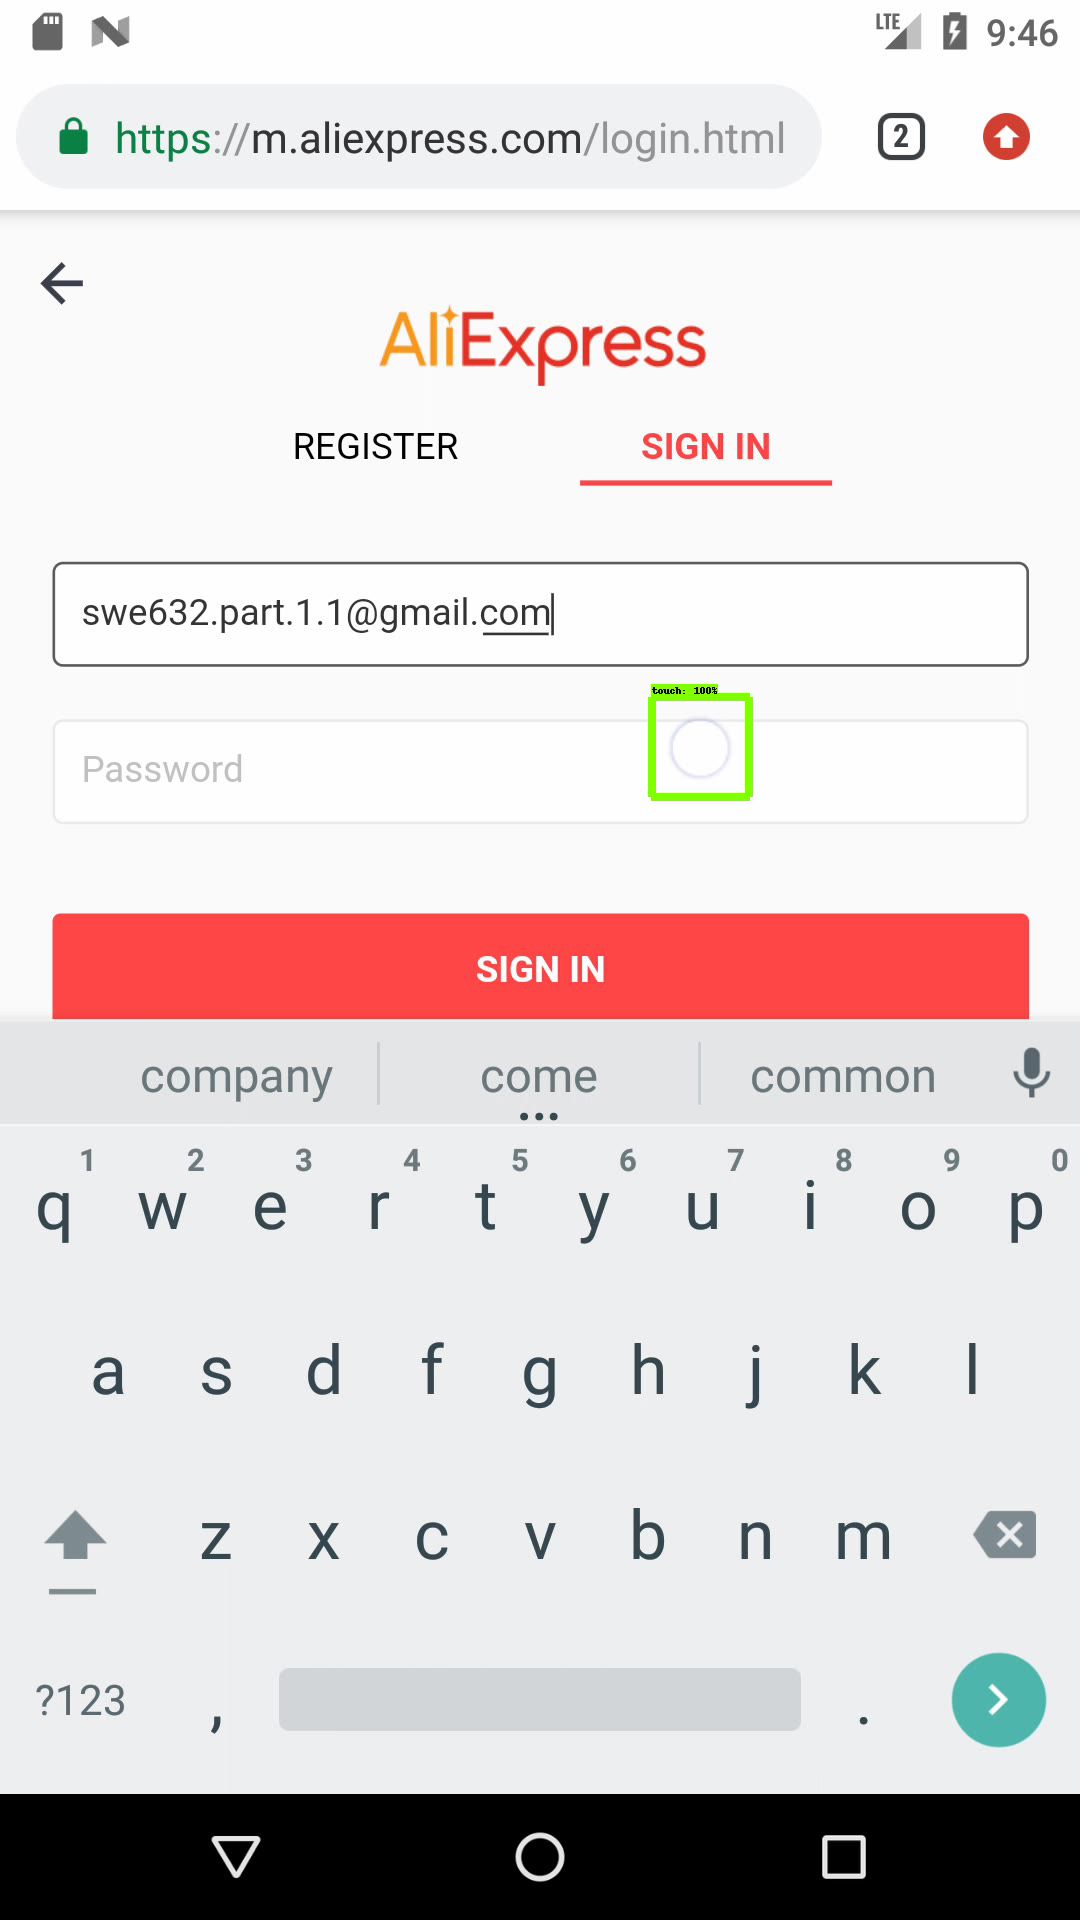 LTE 9:46
https://m.aliexpress.com/login.html 2
AliExpress
REGISTER SIGN IN
swe632.part.1.1@gmail.com
touch: 100%
Password
SIGN IN
company come common
1 2 3 4 5 6 7 8 9 0
q w e r t y u i o p
a s d f g h j k l
z x c v b n m
?123 , .